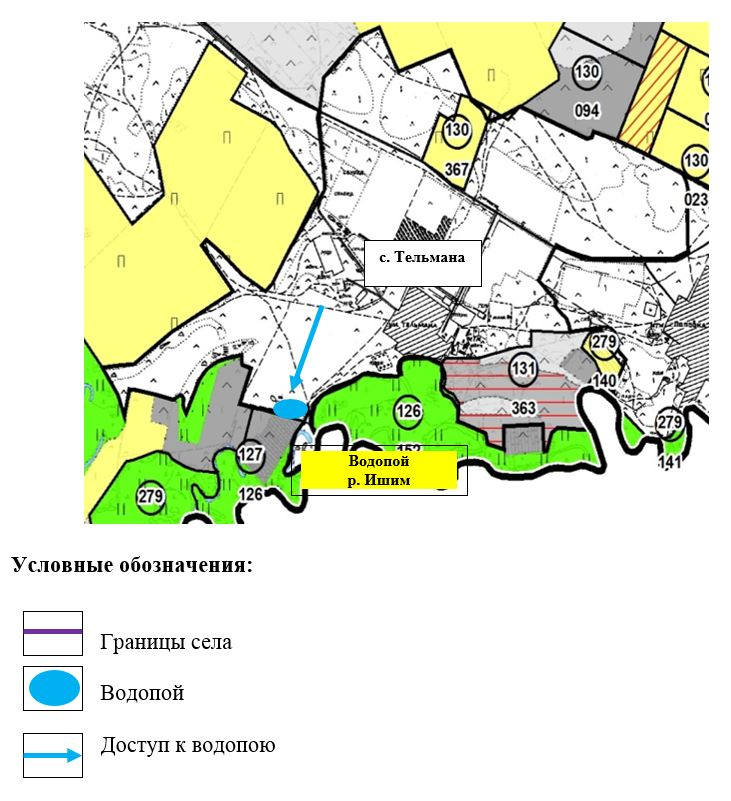 130
094
130
367
130
023
с. Тельмана
279
131
140
126
363
279
127
Водопой
р. Ишим
141
279
126
Условные обозначения:
Границы села
Водопой
Доступ к водопою